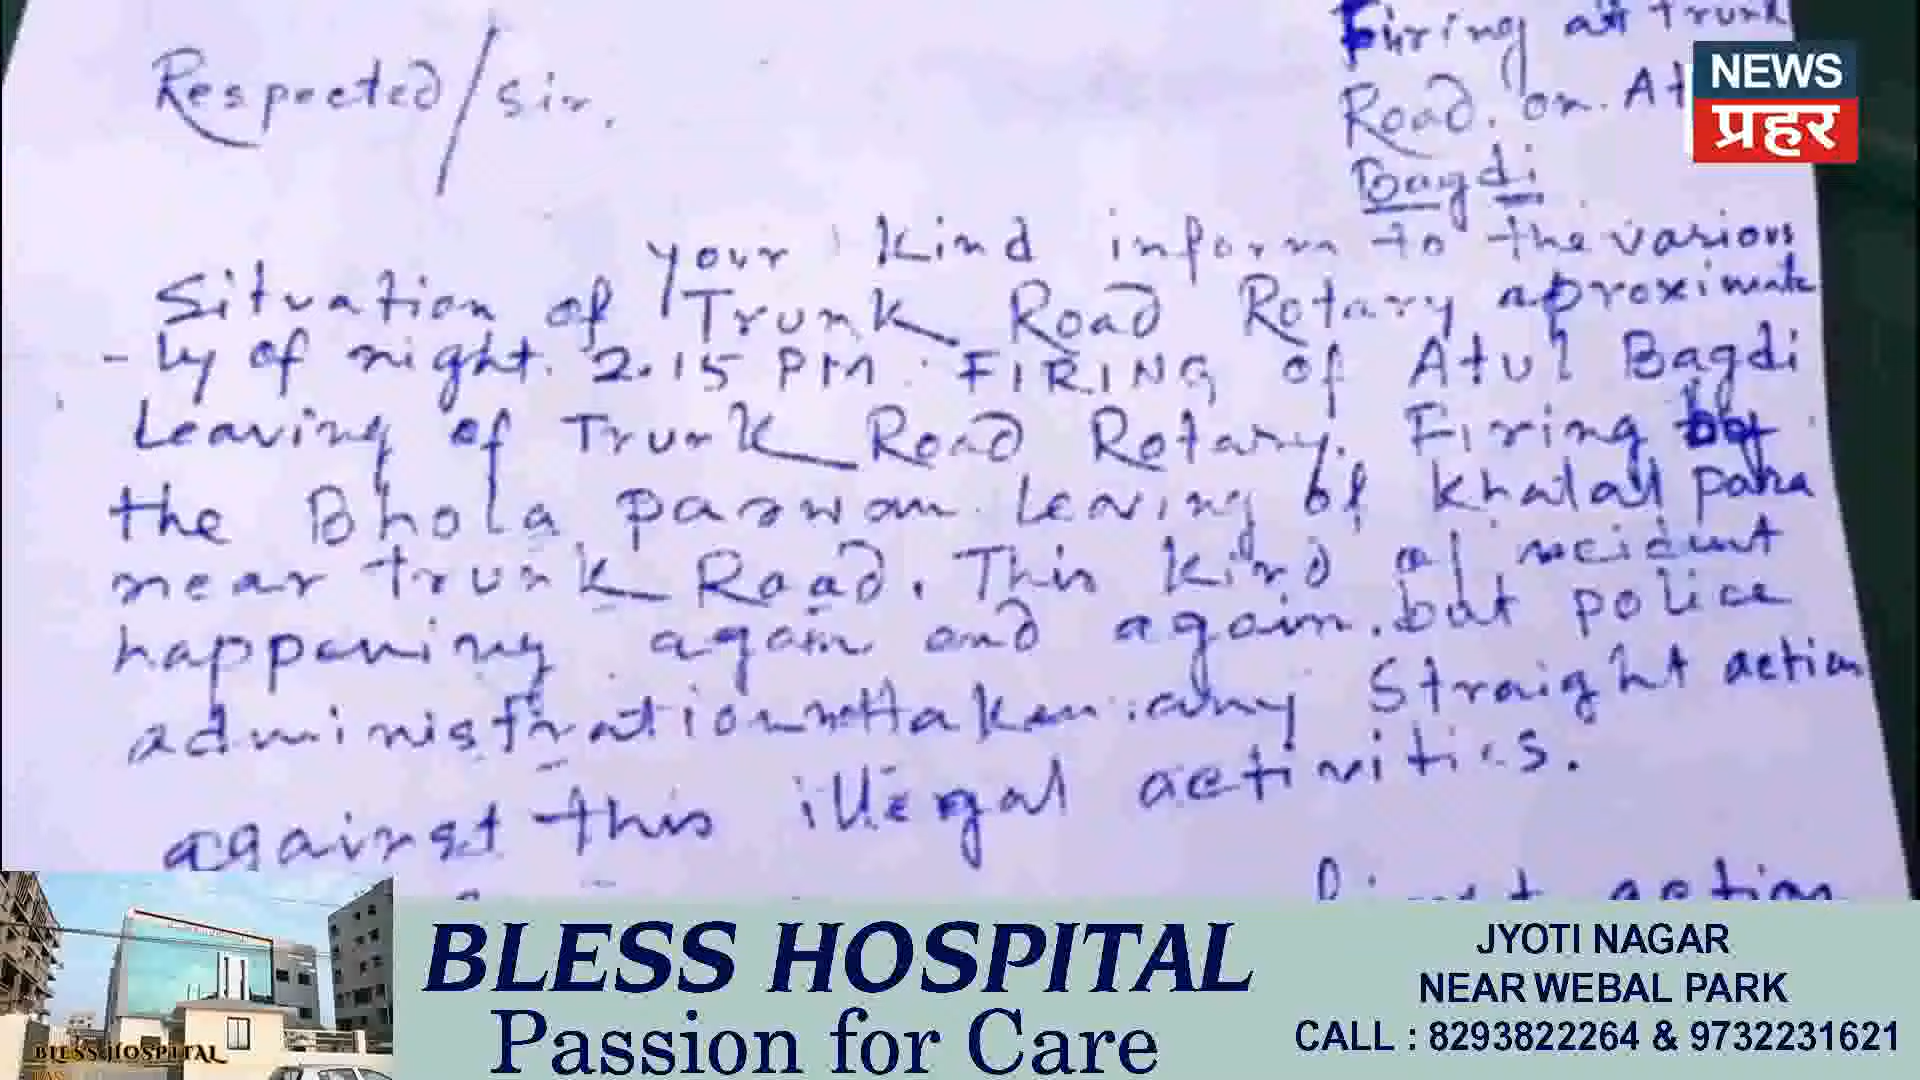 Firing at Trunk
Road. on. At
Bagdi
Respected/sir.
your kind inform to the various
Situation of Trunk Road Rotary aproximate
-ly of night. 2.15 PM. FIRING of Atul Bagdi
Leaving of Trunk Road Rotary. Firing by
the Bhola paswan Leaving of khatal para
near trunk Road. This kind of incident
happening again and again. but police
administration taken any Straight action
against this illegal activities.
action
NEWS
प्रहर
BLESS HOSPITAL
BLESS HOSPITAL
Passion for Care
JYOTI NAGAR
NEAR WEBAL PARK
CALL : 8293822264 & 9732231621